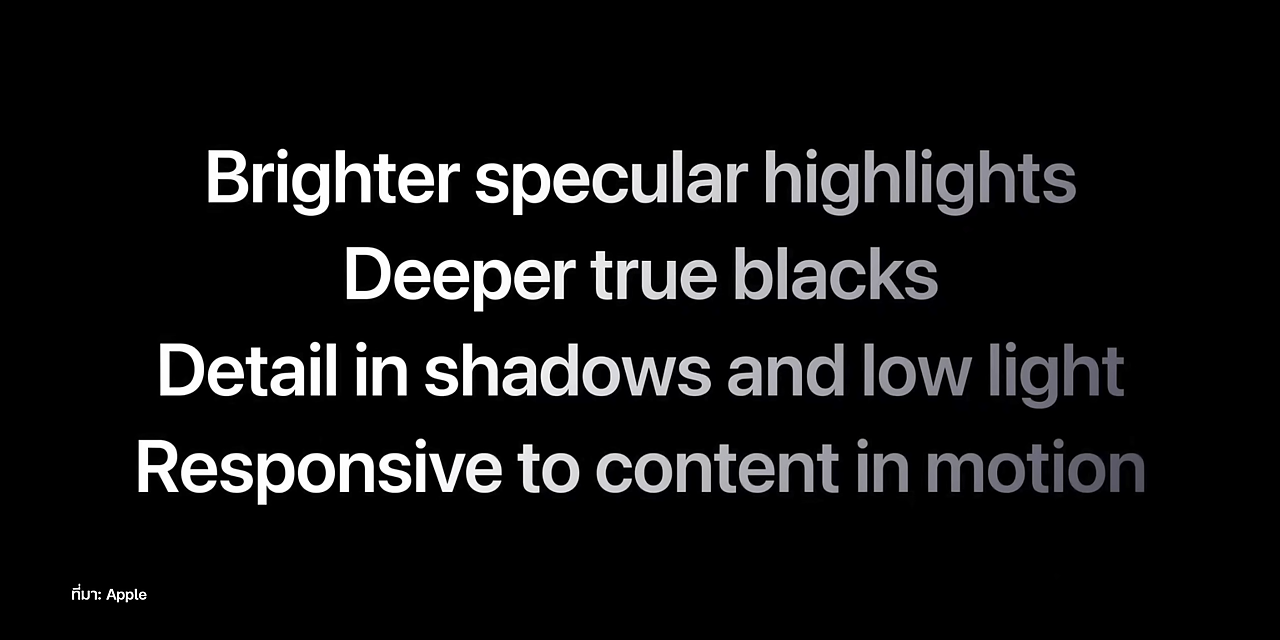 Brighter specular highlights
Deeper true blacks
Detail in shadows and low light
Responsive to content in motion
ที่มา: Apple